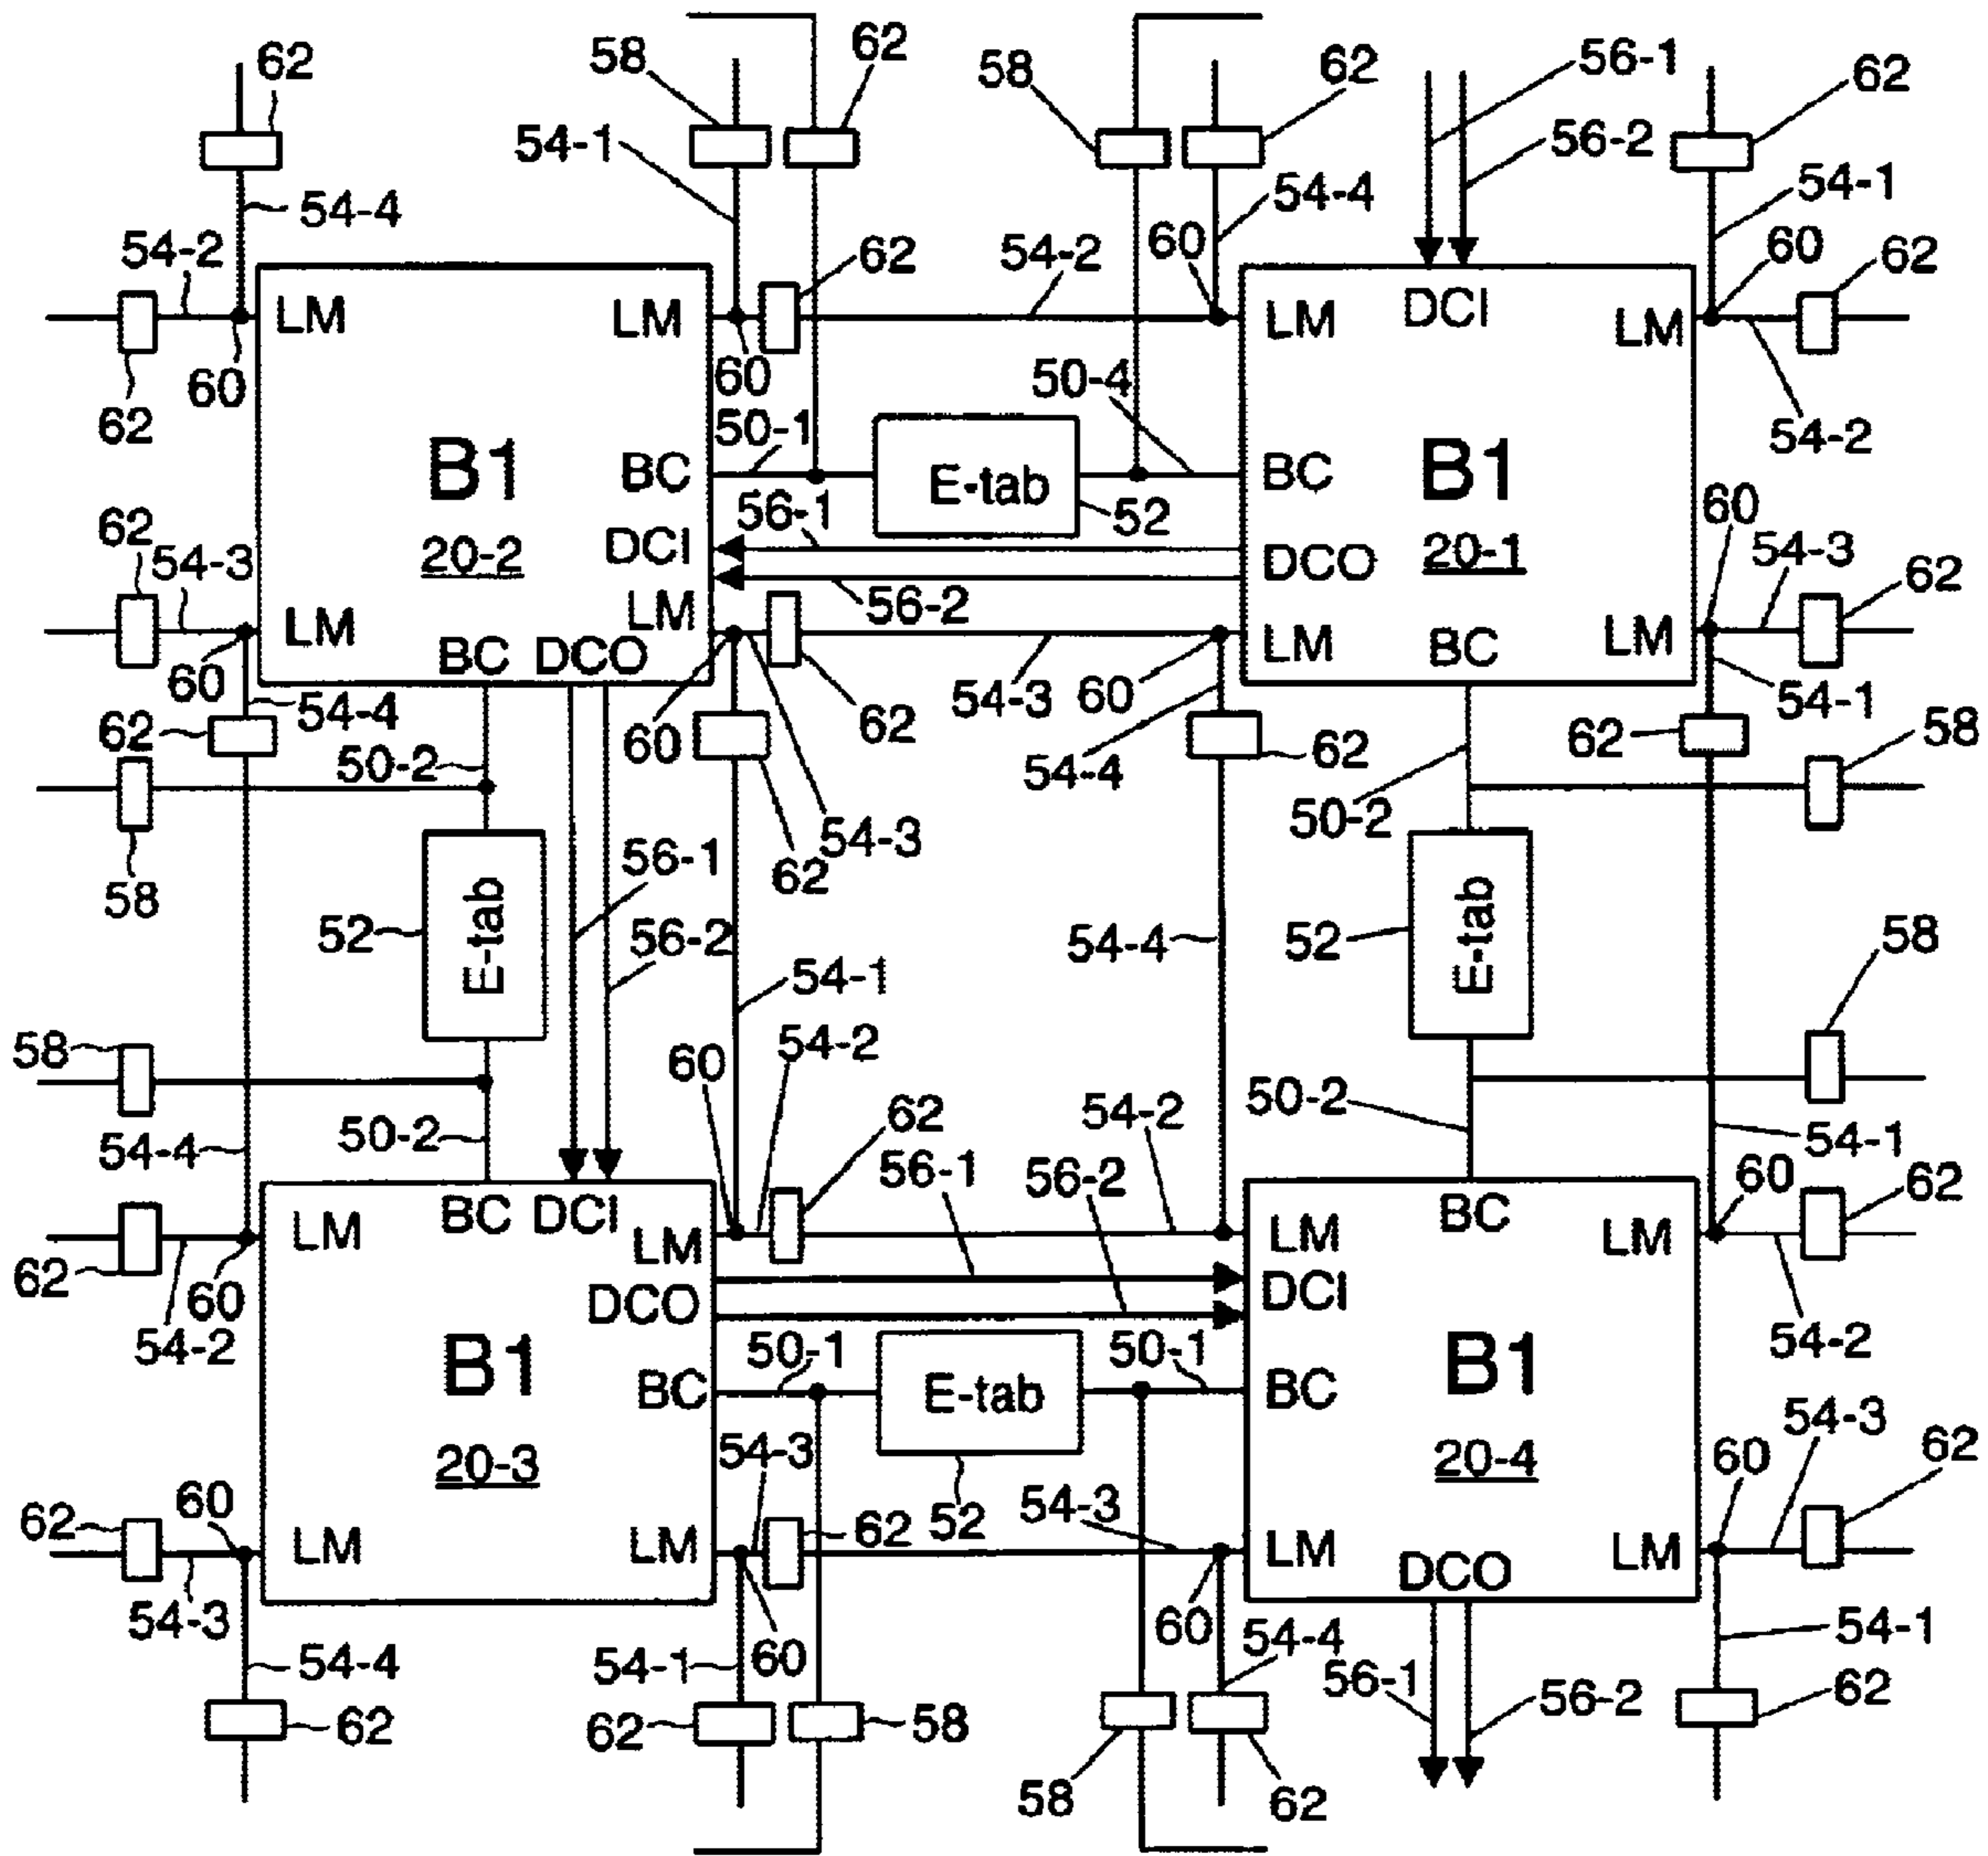 62 58 62 58 62 56-1 62
54-1 56-2
54-4 54-4 54-1
54-2 62 54-2 60 60 62
LM LM LM DCI LM
60 60
62 50-1 50-4 54-2
B1 BC E-tab BC B1
62 56-1 52 60
54-3 20-2 DCI DCO 20-1 54-3 62
LM 56-2
LM BC DCO LM BC LM
60 54-4 54-3 60 54-1
62 60 62 62 62 58
50-2 54-4
54-3 50-2
58 56-1 62
52 E-tab 56-2 54-4 52 E-tab 58
54-1
58 60 54-2
50-2 62 54-2 50-2 54-1
54-4 56-1 56-2 60 62
LM BC DCI LM LM BC LM
62 60 DCO DCI
54-2 50-1 50-1 54-2
B1 BC E-tab BC B1
54-3
20-3 54-3 20-4 60 62
62 60 62 52 54-3
LM LM LM DCO LM
54-3 60 60 54-1
54-4 54-1 54-4 56-1 56-2 62
62 62 58
58 62